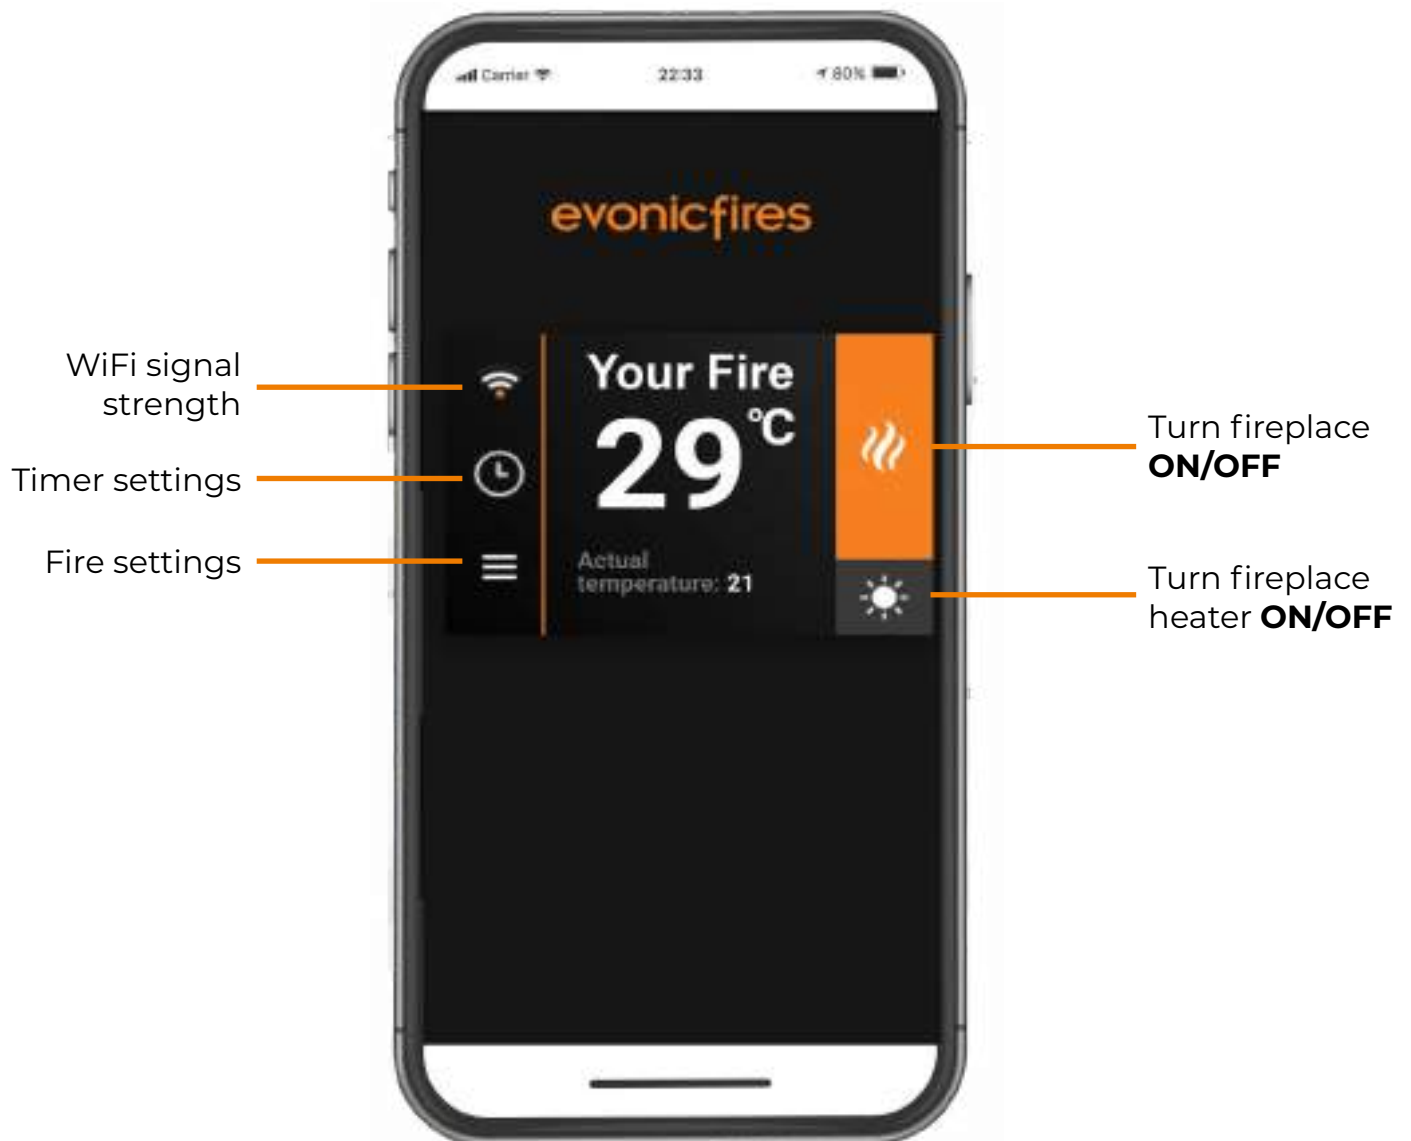 Carrier
22:33
80%
evonicfires
WiFi signal
strength
Timer settings
Fire settings
Your Fire
29°C
Actual
temperature: 21
Turn fireplace
ON/OFF
Turn fireplace
heater ON/OFF